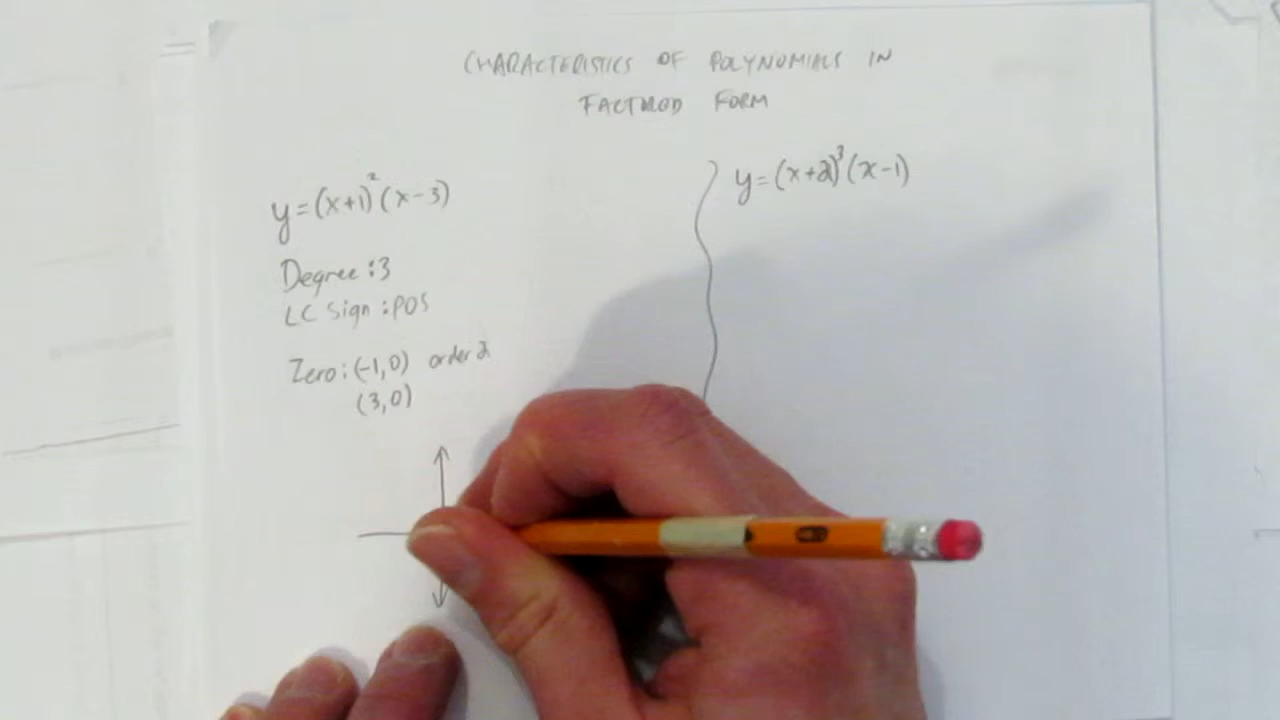 CHARACTERISTICS OF POLYNOMIALS IN
FACTORED FORM
y=(x+1)²(x-3)
Degree:3
LC Sign:POS
Zero:(-1,0) order 2
(3,0)
y=(x+2)³(x-1)